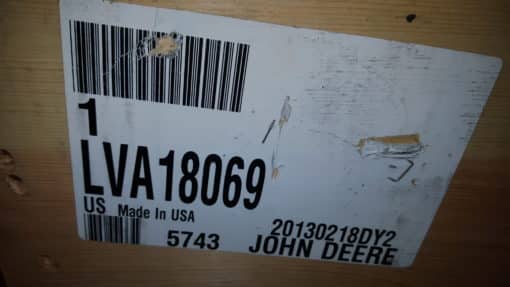 1
LVA18069
US Made In USA
20130218DY2
5743 JOHN DEERE